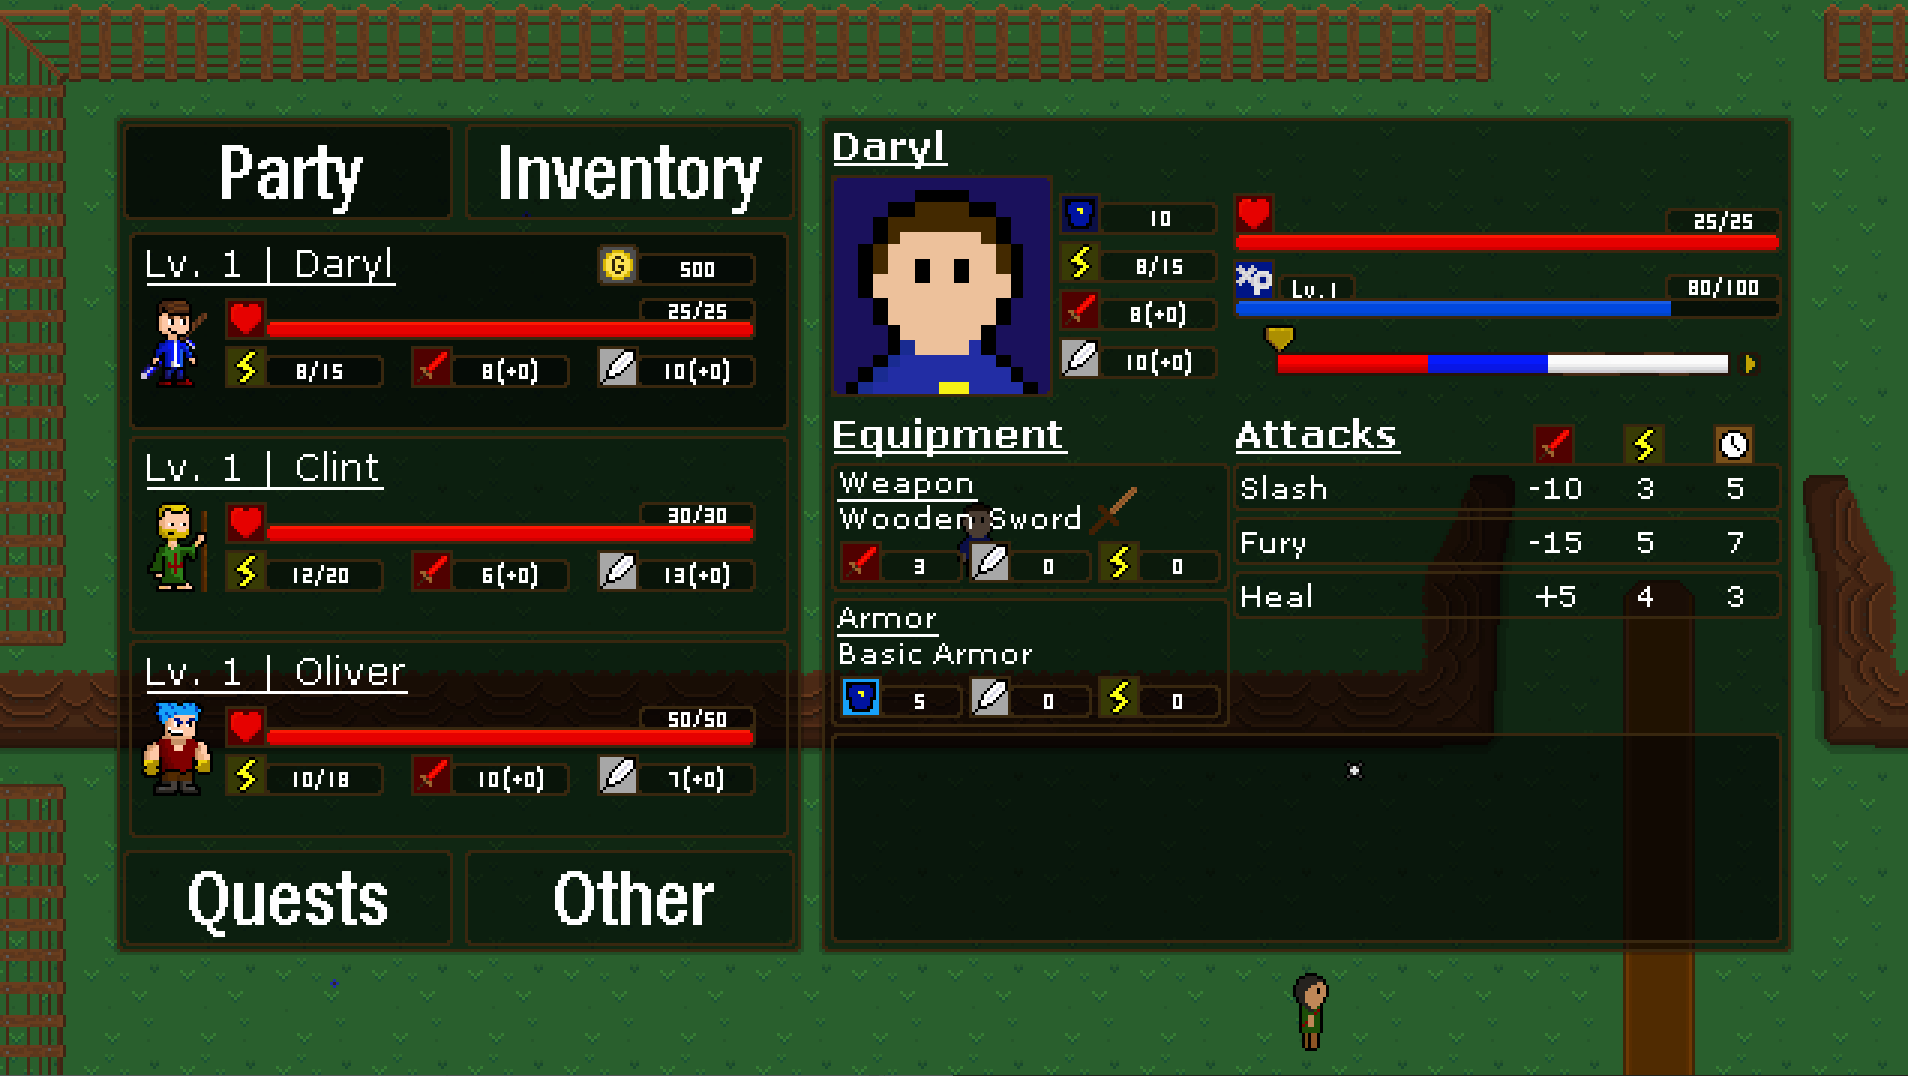 Party
Inventory
Lv. 1 | Daryl
G
500
25/25
8/15
8(+0)
10(+0)
Lv. 1 | Clint
30/30
12/20
6(+0)
13(+0)
Lv. 1 | Oliver
50/50
10/18
10(+0)
7(+0)
Quests
Other
Daryl
10
8/15
8(+0)
10(+0)
25/25
XP
Lv.1
80/100
Equipment
Weapon
Wooden Sword
3 0 0
Armor
Basic Armor
5 0 0
Attacks
Slash -10 3 5
Fury -15 5 7
Heal +5 4 3